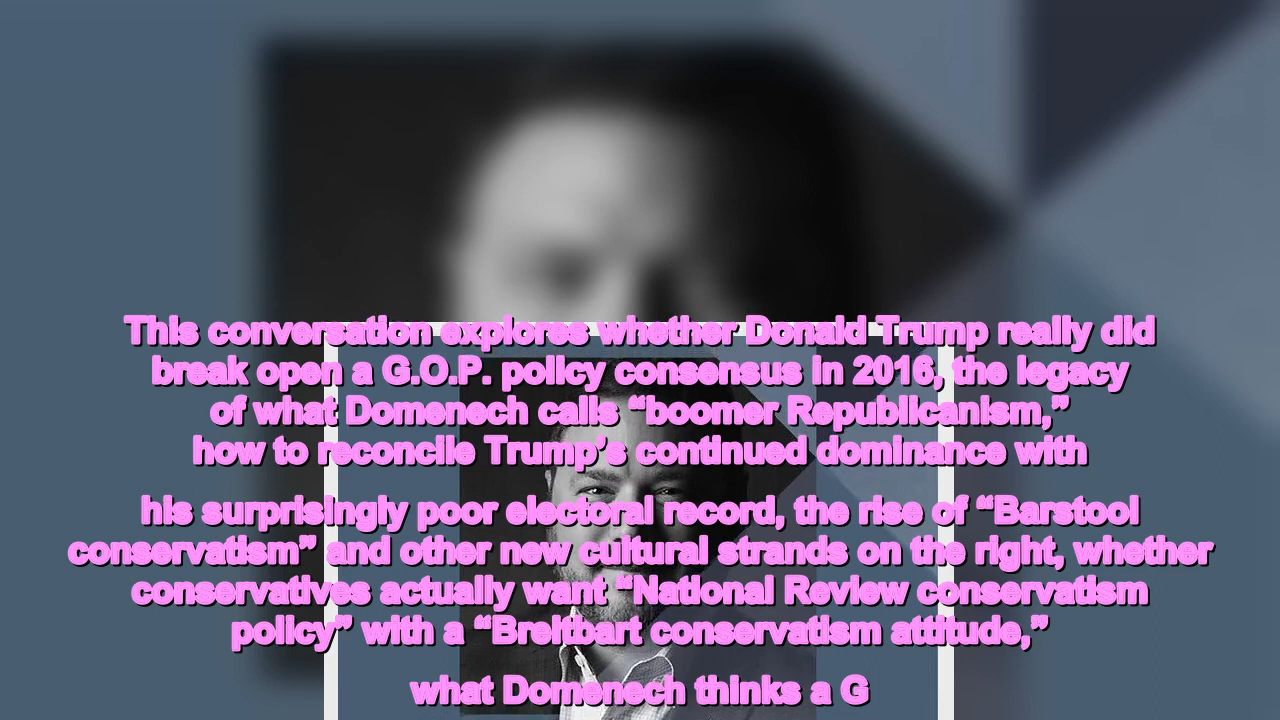 This conversation explores whether Donald Trump really did
break open a G.O.P. policy consensus in 2016, the legacy
of what Domenech calls “boomer Republicanism,”
how to reconcile Trump’s continued dominance with
his surprisingly poor electoral record, the rise of “Barstool
conservatism” and other new cultural strands on the right, whether
conservatives actually want “National Review conservatism
policy” with a “Breitbart conservatism attitude,”
what Domenech thinks a G